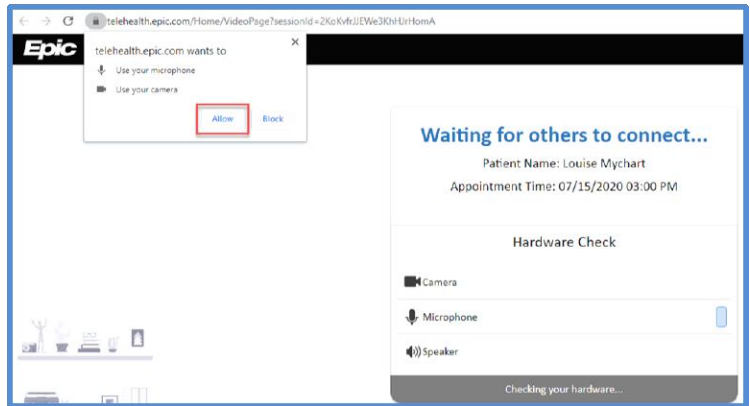 telehealth.epic.com/Home/VideoPage?sessionId=2KoKvfrJJEWe3KhHJrHomA
Epic
telehealth.epic.com wants to
Use your microphone
Use your camera
Allow Block
Waiting for others to connect...
Patient Name: Louise Mychart
Appointment Time: 07/15/2020 03:00 PM
Hardware Check
Camera
Microphone
Speaker
Checking your hardware...